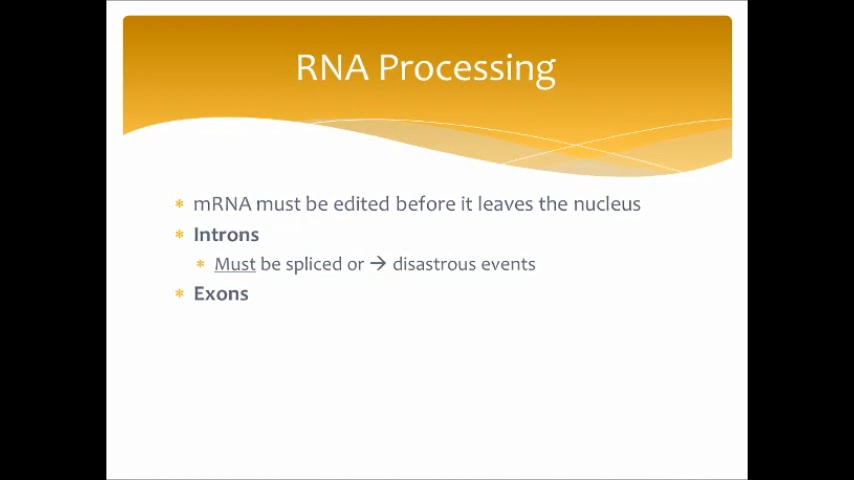 RNA Processing
* mRNA must be edited before it leaves the nucleus
* Introns
* Must be spliced or → disastrous events
* Exons